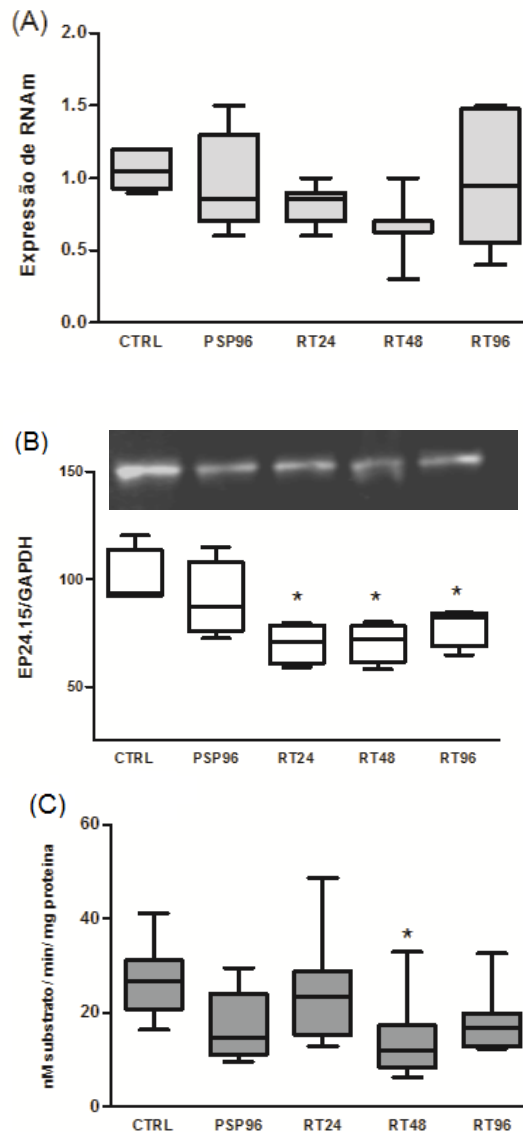 (A)
Expressão de RNAm
2.0
1.5
1.0
0.5
0.0
CTRL PSP96 RT24 RT48 RT96
(B)
EP24.15/GAPDH
150
100
50
* * *
CTRL PSP96 RT24 RT48 RT96
(C)
nM substrato / min/ mg proteina
60
40
20
0
*
CTRL PSP96 RT24 RT48 RT96